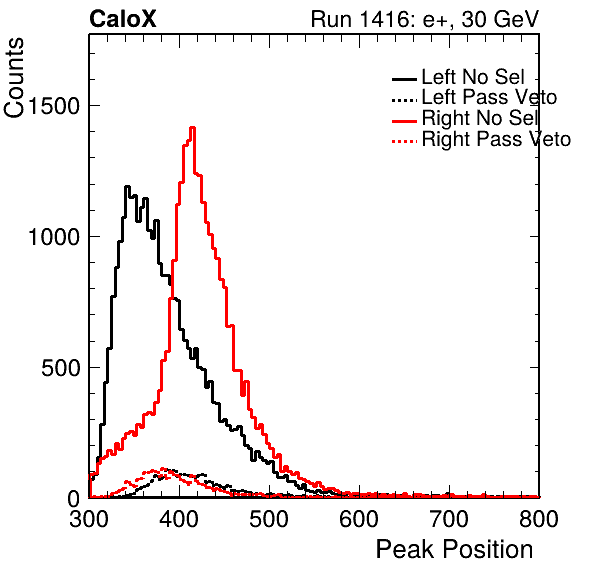 CaloX
Run 1416: e+, 30 GeV
Counts
Left No Sel
Left Pass Veto
Right No Sel
Right Pass Veto
1500
1000
500
0
300 400 500 600 700 800
Peak Position